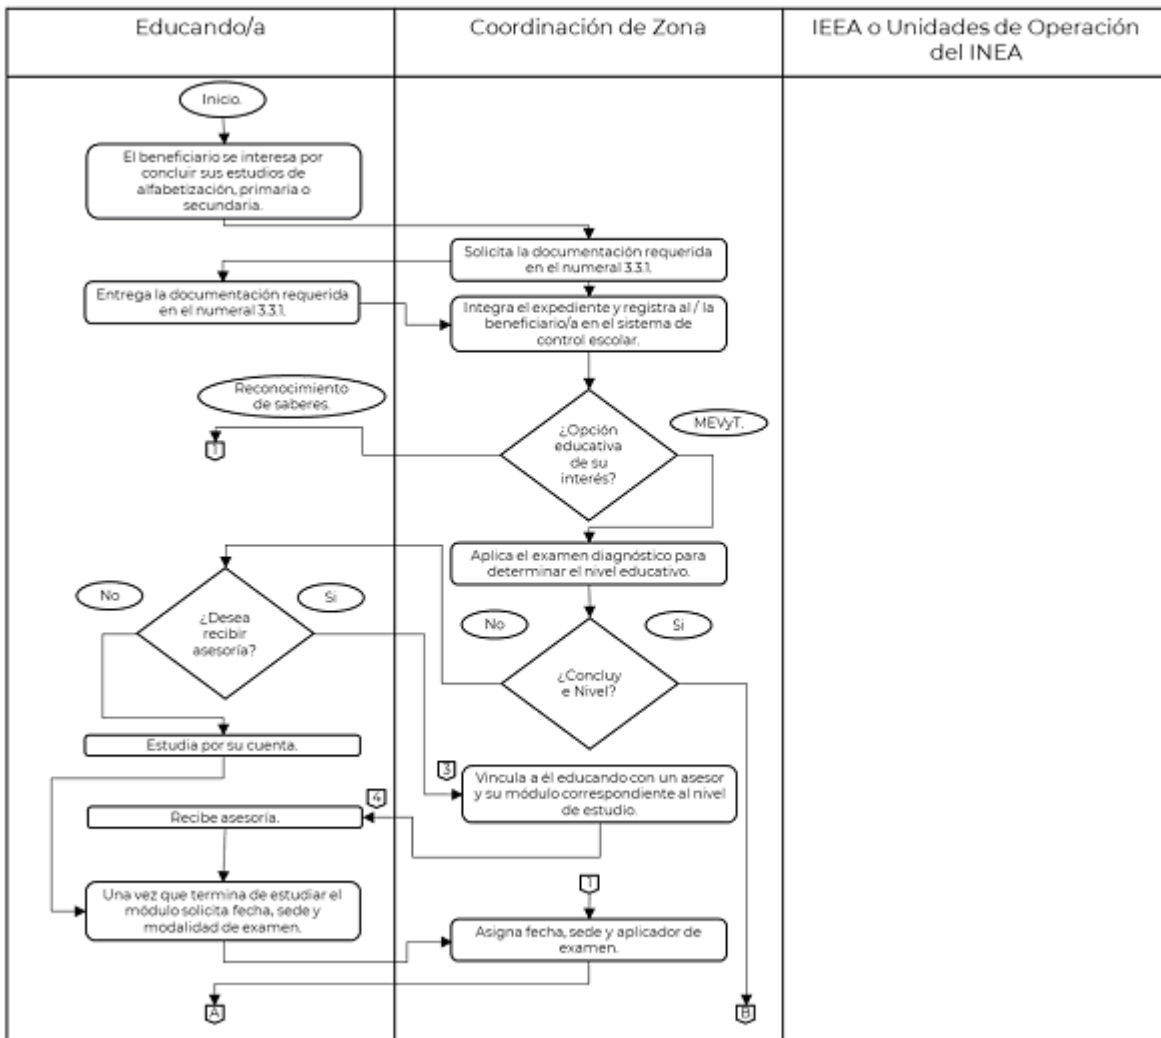 Educando/a
Coordinación de Zona
IEEA o Unidades de Operación
del INEA
Inicio.
El beneficiario se interesa por
concluir sus estudios de
alfabetización, primaria o
secundaria.
Solicita la documentación requerida
en el numeral 3.3.1.
Entrega la documentación requerida
en el numeral 3.3.1.
Integra el expediente y registra al / la
beneficiario/a en el sistema de
control escolar.
Reconocimiento
de saberes.
1
¿Opción
educativa
de su
interés?
MEVyT.
Aplica el examen diagnóstico para
determinar el nivel educativo.
No
¿Desea
recibir
asesoría?
Si
No
¿Concluy
e Nivel?
Si
Estudia por su cuenta.
3
Vincula a él educando con un asesor
y su módulo correspondiente al nivel
de estudio.
4
Recibe asesoría.
Una vez que termina de estudiar el
módulo solicita fecha, sede y
modalidad de examen.
1
Asigna fecha, sede y aplicador de
examen.
A
B